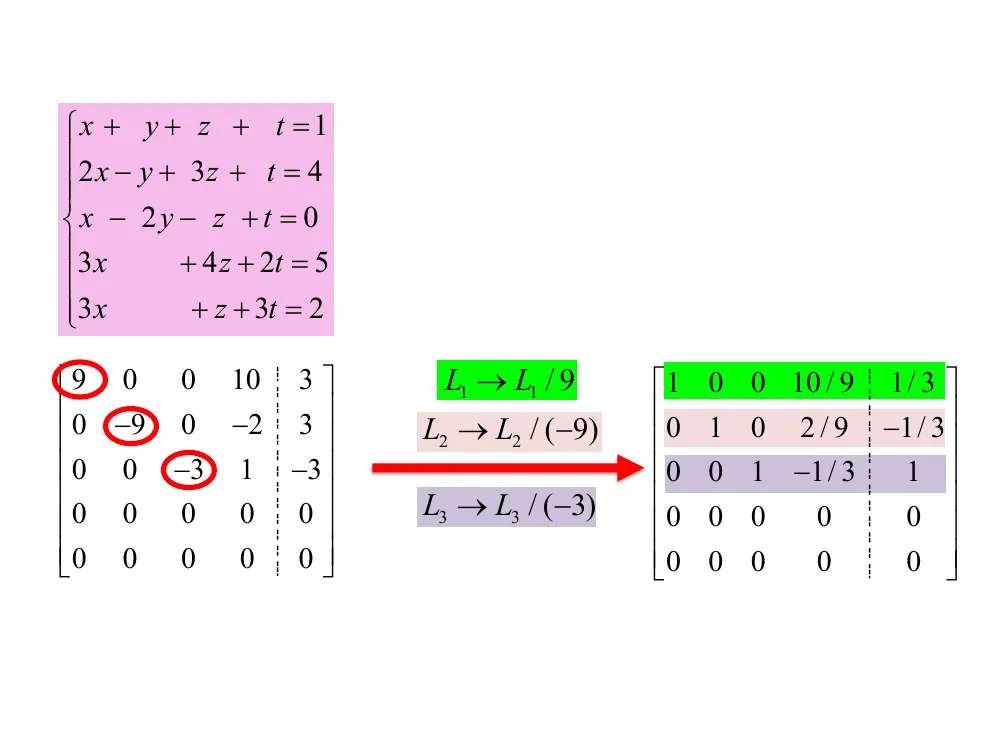 x + y + z + t = 1
2x − y + 3z + t = 4
x − 2y − z + t = 0
3x + 4z + 2t = 5
3x + z + 3t = 2
9 0 0 10 3
0 −9 0 −2 3
0 0 −3 1 −3
0 0 0 0 0
0 0 0 0 0
L₁ → L₁ / 9
L₂ → L₂ / (−9)
L₃ → L₃ / (−3)
1 0 0 10 / 9 1 / 3
0 1 0 2 / 9 −1 / 3
0 0 1 −1 / 3 1
0 0 0 0 0
0 0 0 0 0